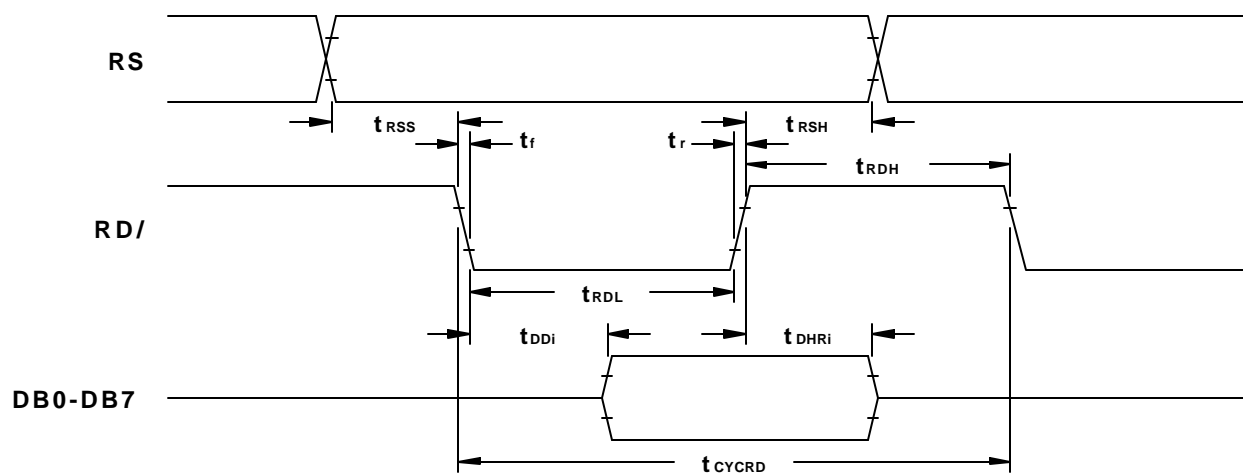 RS
tRSS
tRSH
tf
tr
tRDH
RD/
tRDL
tDDi
tDHRi
DB0-DB7
tCYCRD